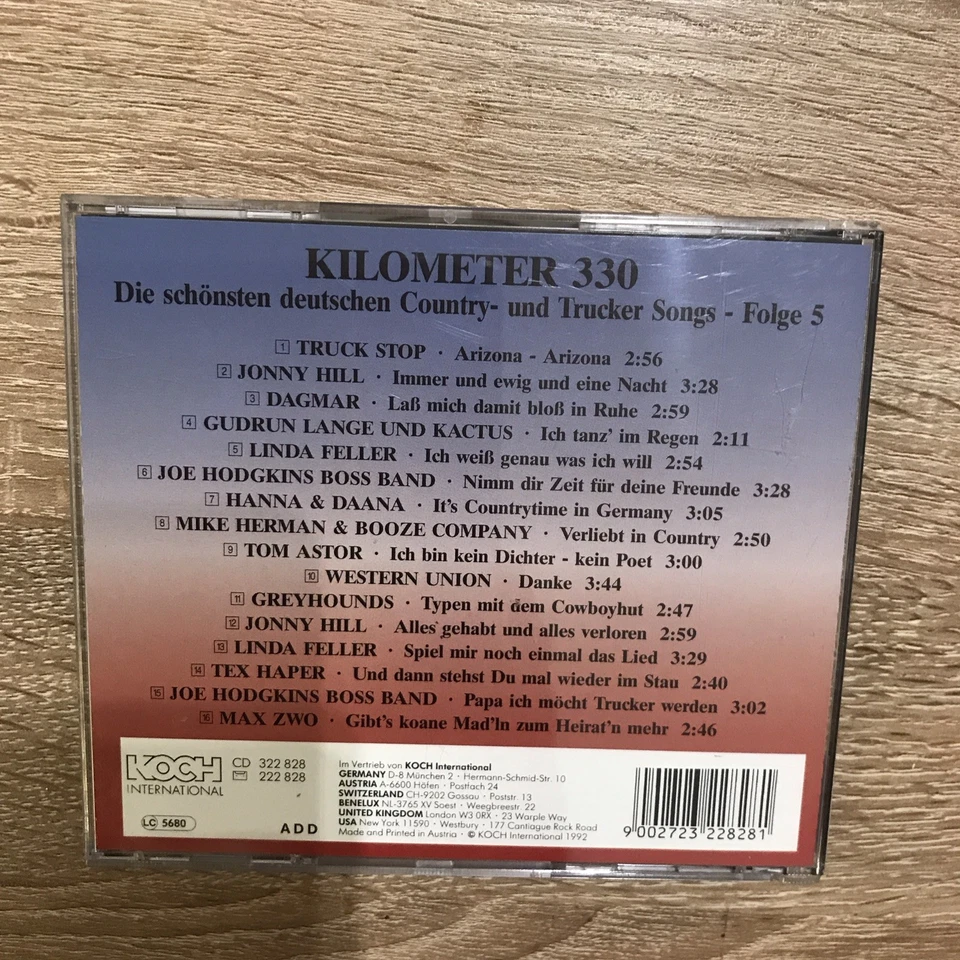 KILOMETER 330
Die schönsten deutschen Country- und Trucker Songs - Folge 5
1 TRUCK STOP · Arizona - Arizona 2:56
2 JONNY HILL · Immer und ewig und eine Nacht 3:28
3 DAGMAR · Laß mich damit bloß in Ruhe 2:59
4 GUDRUN LANGE UND KACTUS · Ich tanz' im Regen 2:11
5 LINDA FELLER · Ich weiß genau was ich will 2:54
6 JOE HODGKINS BOSS BAND · Nimm dir Zeit für deine Freunde 3:28
7 HANNA & DAANA · It's Countrytime in Germany 3:05
8 MIKE HERMAN & BOOZE COMPANY · Verliebt in Country 2:50
9 TOM ASTOR · Ich bin kein Dichter - kein Poet 3:00
10 WESTERN UNION · Danke 3:44
11 GREYHOUNDS · Typen mit dem Cowboyhut 2:47
12 JONNY HILL · Alles gehabt und alles verloren 2:59
13 LINDA FELLER · Spiel mir noch einmal das Lied 3:29
14 TEX HAPER · Und dann stehst Du mal wieder im Stau 2:40
15 JOE HODGKINS BOSS BAND · Papa ich möcht Trucker werden 3:02
16 MAX ZWO · Gibt's koane Mad'ln zum Heirat'n mehr 2:46
KOCH
INTERNATIONAL
CD 322 828
222 828
LC 5680
ADD
Im Vertrieb von KOCH International
GERMANY D-8 München 2 · Hermann-Schmid-Str. 10
AUSTRIA A-6600 Höfen · Postfach 24
SWITZERLAND CH-9202 Gossau · Poststr. 13
BENELUX NL-3765 XV Soest · Weegbreestr. 22
UNITED KINGDOM London W3 0RX · 23 Warple Way
USA New York 11590 · Westbury · 177 Cantiague Rock Road
Made and Printed in Austria · © KOCH International 1992
9 002723 228281